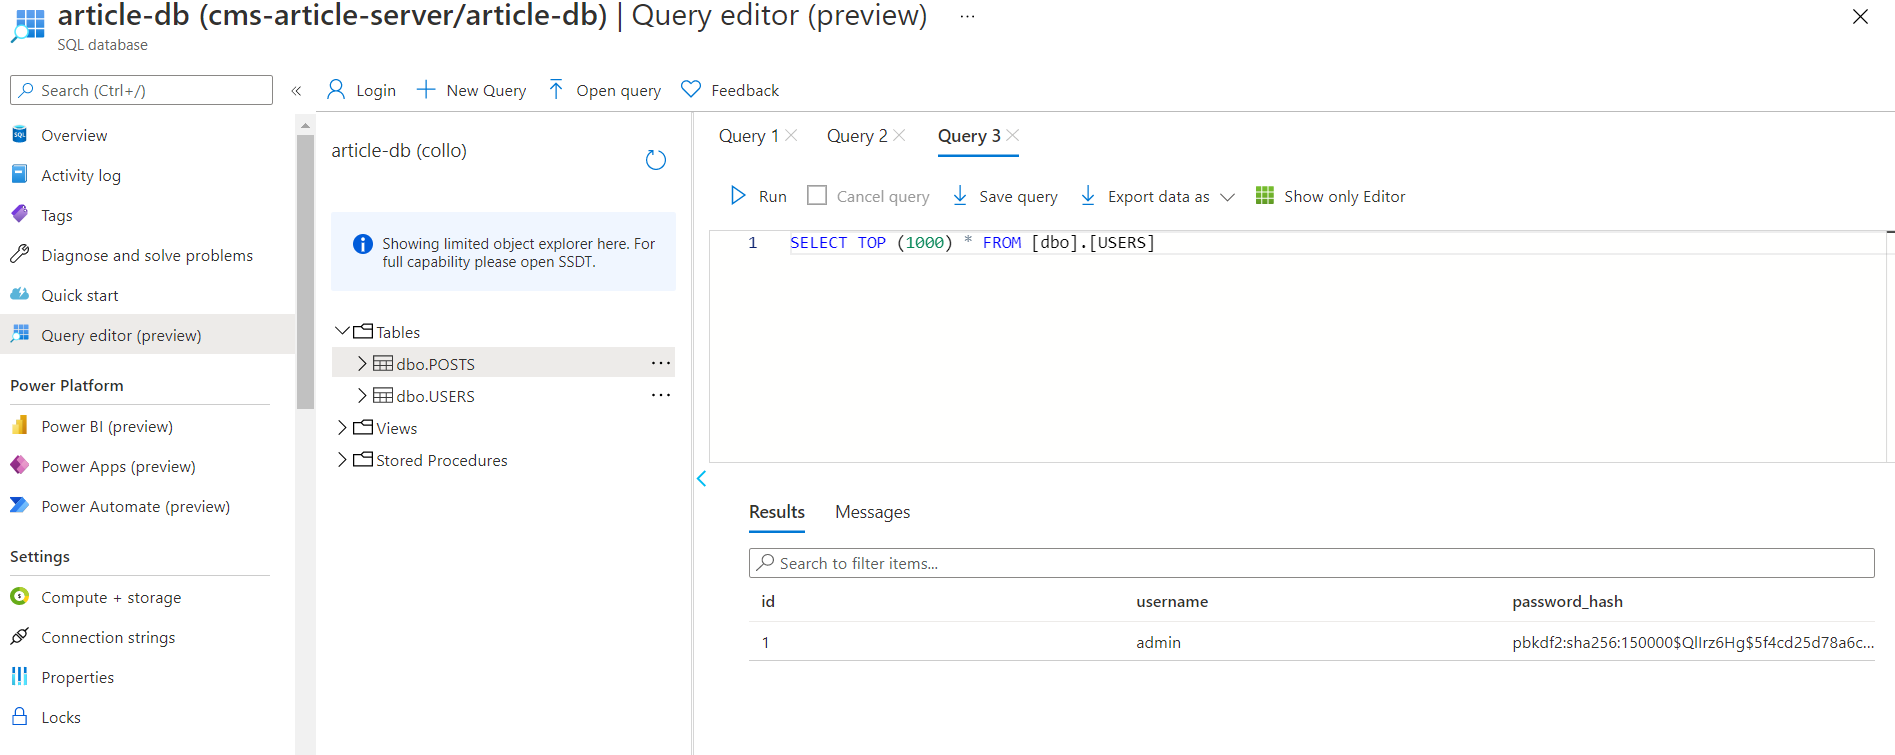 article-db (cms-article-server/article-db) | Query editor (preview) ...
SQL database
Search (Ctrl+/)
«
Login
New Query
Open query
Feedback
Overview
Activity log
Tags
Diagnose and solve problems
Quick start
Query editor (preview)
Power Platform
Power BI (preview)
Power Apps (preview)
Power Automate (preview)
Settings
Compute + storage
Connection strings
Properties
Locks
article-db (collo)
Showing limited object explorer here. For
full capability please open SSDT.
Tables
dbo.POSTS ...
dbo.USERS ...
Views
Stored Procedures
Query 1
Query 2
Query 3
Run
Cancel query
Save query
Export data as
Show only Editor
1 SELECT TOP (1000) * FROM [dbo].[USERS]
Results
Messages
Search to filter items...
id username password_hash
1 admin pbkdf2:sha256:150000$QlIrz6Hg$5f4cd25d78a6c...